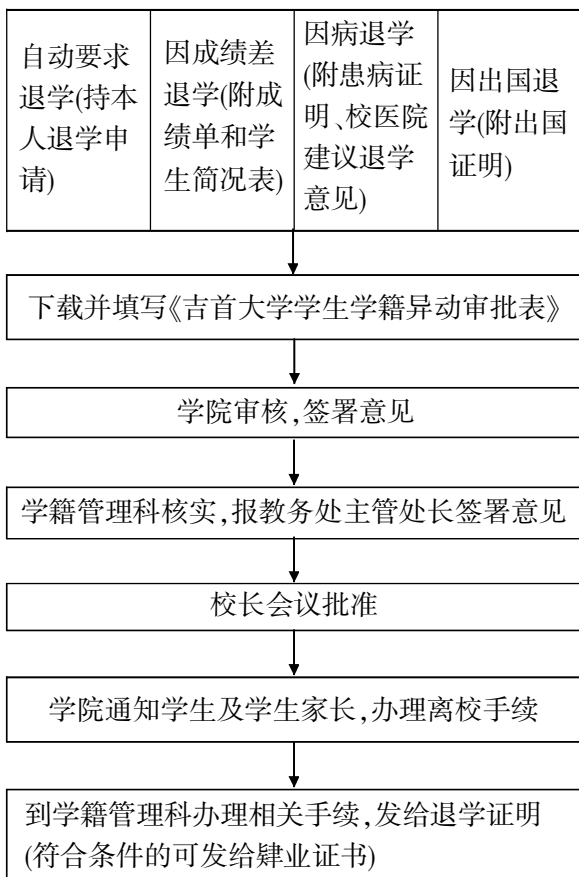 自动要求
退学(持本
人退学申
请)
因成绩差
退学(附成
绩单和学
生简况表)
因病退学
(附患病证
明、校医院
建议退学
意见)
因出国退
学(附出国
证明)
下载并填写《吉首大学学生学籍异动审批表》
学院审核,签署意见
学籍管理科核实,报教务处主管处长签署意见
校长会议批准
学院通知学生及学生家长,办理离校手续
到学籍管理科办理相关手续,发给退学证明
(符合条件的可发给肄业证书)